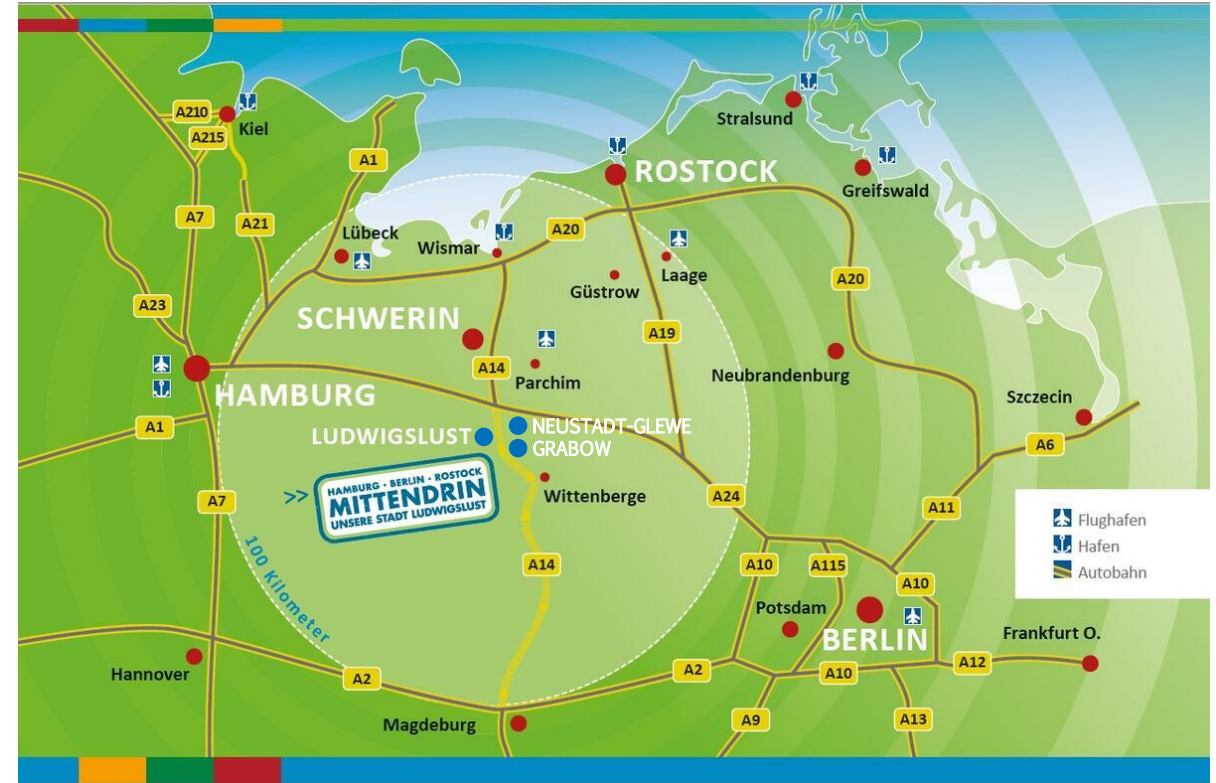 A210
Kiel
A215
A1
Stralsund
ROSTOCK
Greifswald
A7
A21
Lübeck
Wismar
A20
Laage
Güstrow
A20
A23
SCHWERIN
A19
A14
Parchim
Neubrandenburg
HAMBURG
Szczecin
A1
NEUSTADT-GLEWE
LUDWIGSLUST
GRABOW
A6
>>
HAMBURG · BERLIN · ROSTOCK
MITTENDRIN
UNSERE STADT LUDWIGSLUST
Wittenberge
A7
A24
A11
Flughafen
Hafen
Autobahn
100 Kilometer
A14
A10
A115
A10
Potsdam
BERLIN
Frankfurt O.
Hannover
A2
A2
A10
A12
Magdeburg
A9
A13